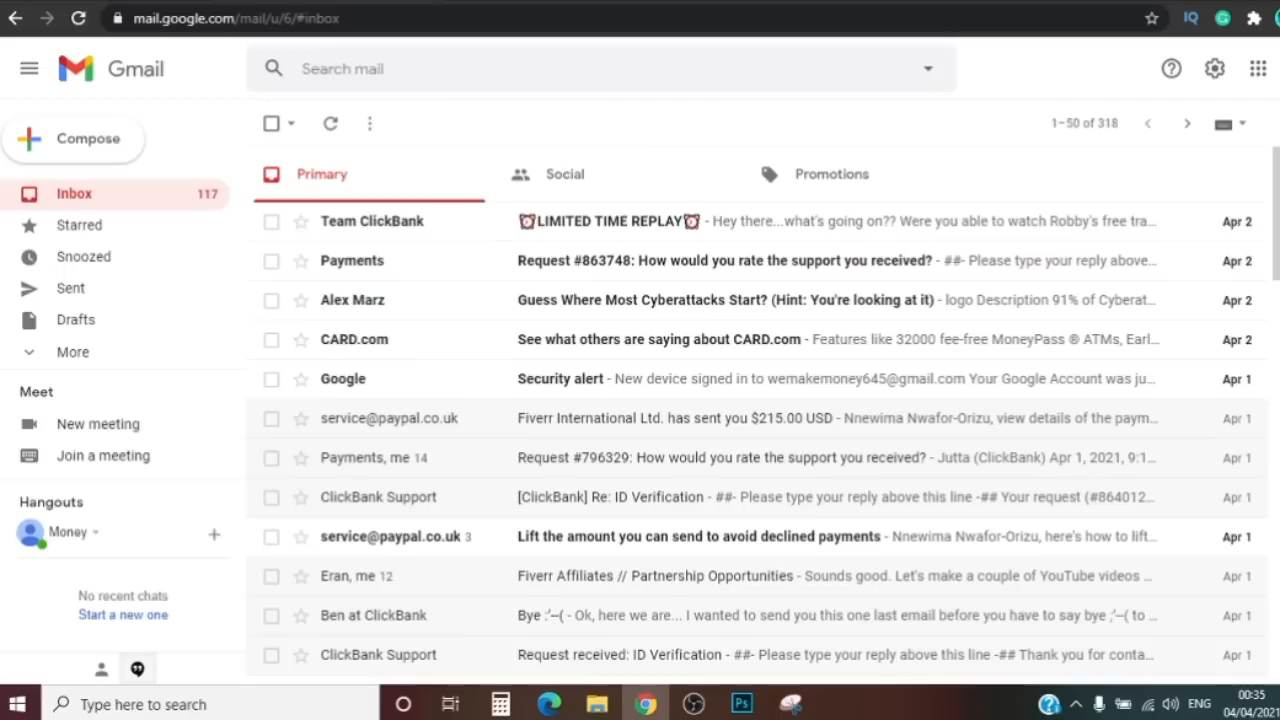 mail.google.com/mail/u/6/#inbox
IQ
Gmail
Search mail
Compose
1–50 of 318
Primary
Social
Promotions
Inbox 117
Starred
Snoozed
Sent
Drafts
More
Meet
New meeting
Join a meeting
Hangouts
Money
No recent chats
Start a new one
Team ClickBank ⏰LIMITED TIME REPLAY⏰ - Hey there...what's going on?? Were you able to watch Robby's free tra... Apr 2
Payments Request #863748: How would you rate the support you received? - ##- Please type your reply above... Apr 2
Alex Marz Guess Where Most Cyberattacks Start? (Hint: You're looking at it) - logo Description 91% of Cyberat... Apr 2
CARD.com See what others are saying about CARD.com - Features like 32000 fee-free MoneyPass ® ATMs, Earl... Apr 2
Google Security alert - New device signed in to wemakemoney645@gmail.com Your Google Account was ju... Apr 1
service@paypal.co.uk Fiverr International Ltd. has sent you $215.00 USD - Nnewima Nwafor-Orizu, view details of the paym... Apr 1
Payments, me 14 Request #796329: How would you rate the support you received? - Jutta (ClickBank) Apr 1, 2021, 9:1... Apr 1
ClickBank Support [ClickBank] Re: ID Verification - ##- Please type your reply above this line -## Your request (#864012... Apr 1
service@paypal.co.uk 3 Lift the amount you can send to avoid declined payments - Nnewima Nwafor-Orizu, here's how to lift... Apr 1
Eran, me 12 Fiverr Affiliates // Partnership Opportunities - Sounds good. Let's make a couple of YouTube videos ... Apr 1
Ben at ClickBank Bye :'–( - Ok, here we are... I wanted to send you this one last email before you have to say bye ;'–( to ... Apr 1
ClickBank Support Request received: ID Verification - ##- Please type your reply above this line -## Thank you for conta... Apr 1
Type here to search
Ps
ENG
00:35
04/04/2021